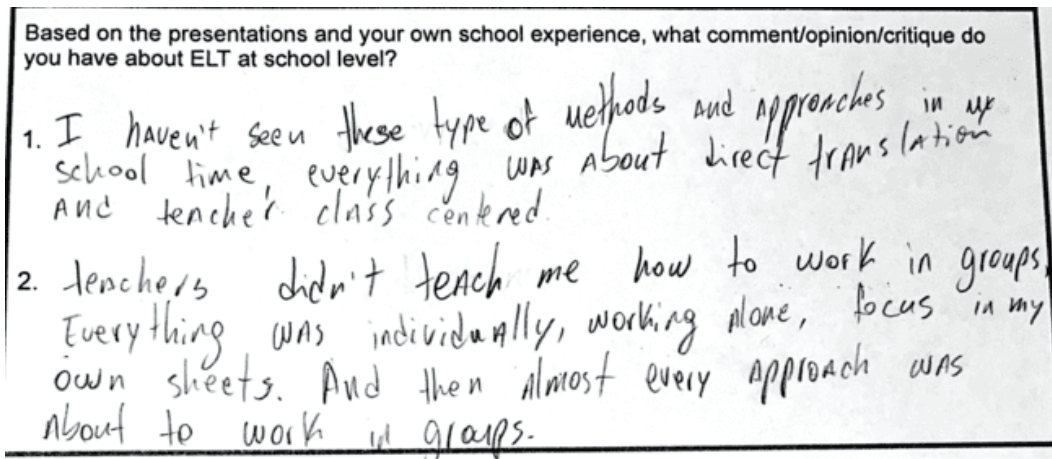 Based on the presentations and your own school experience, what comment/opinion/critique do
you have about ELT at school level?
1. I haven't seen these type of methods and approaches in my
school time, everything was about direct translation
and teacher class centered.
2. teachers didn't teach me how to work in groups,
Everything was individually, working alone, focus in my
own sheets. And then almost every approach was
about to work in groups.